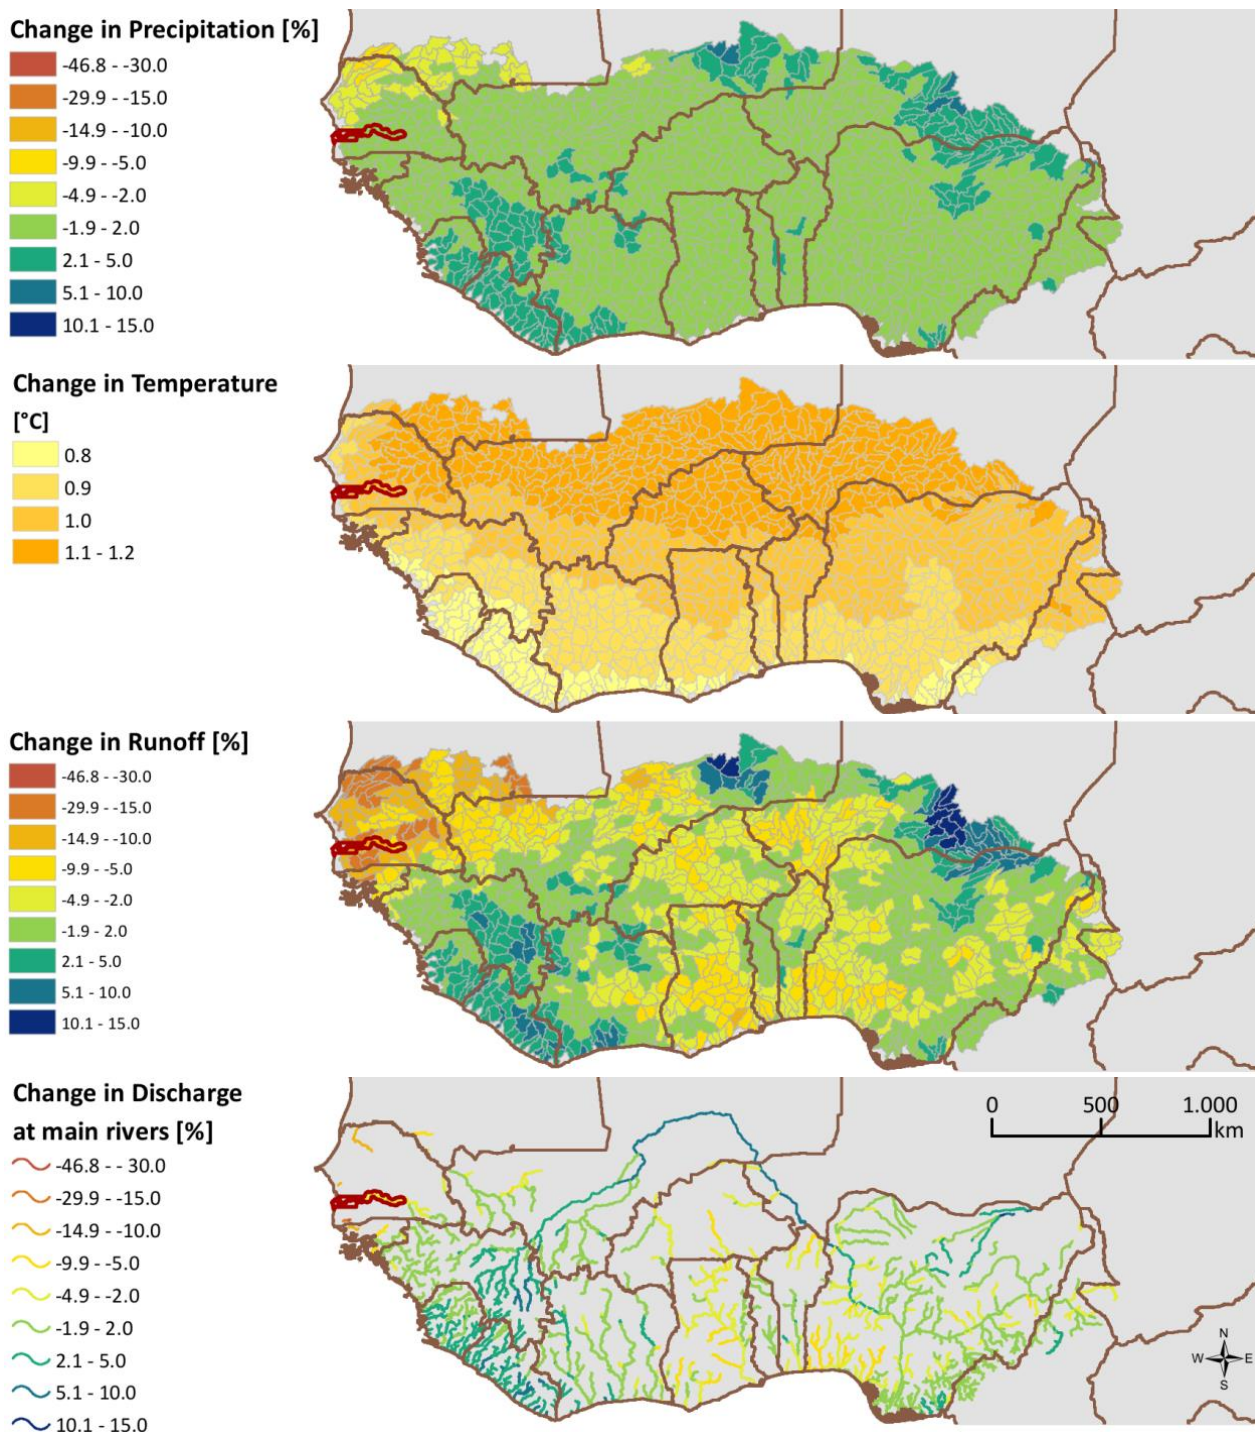 Change in Precipitation [%]
-46.8 - -30.0
-29.9 - -15.0
-14.9 - -10.0
-9.9 - -5.0
-4.9 - -2.0
-1.9 - 2.0
2.1 - 5.0
5.1 - 10.0
10.1 - 15.0
Change in Temperature
[°C]
0.8
0.9
1.0
1.1 - 1.2
Change in Runoff [%]
-46.8 - -30.0
-29.9 - -15.0
-14.9 - -10.0
-9.9 - -5.0
-4.9 - -2.0
-1.9 - 2.0
2.1 - 5.0
5.1 - 10.0
10.1 - 15.0
Change in Discharge
at main rivers [%]
-46.8 - - 30.0
-29.9 - -15.0
-14.9 - -10.0
-9.9 - -5.0
-4.9 - -2.0
-1.9 - 2.0
2.1 - 5.0
5.1 - 10.0
10.1 - 15.0
0 500 1.000
km
N
W E
S